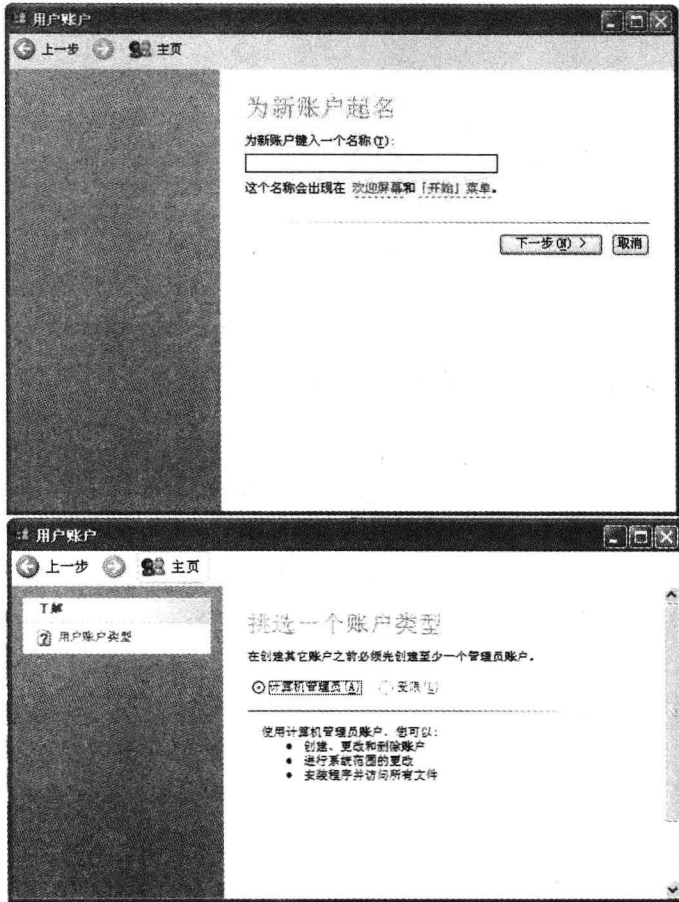 用户账户
上一步 主页
为新账户起名
为新账户键入一个名称(T):
这个名称会出现在 欢迎屏幕和「开始」菜单。
下一步(N) > 取消
用户账户
上一步 主页
了解
用户账户类型
挑选一个账户类型
在创建其它账户之前必须先创建至少一个管理员账户。
计算机管理员(A) 受限(L)
使用计算机管理员账户，您可以:
• 创建、更改和删除账户
• 进行系统范围的更改
• 安装程序并访问所有文件